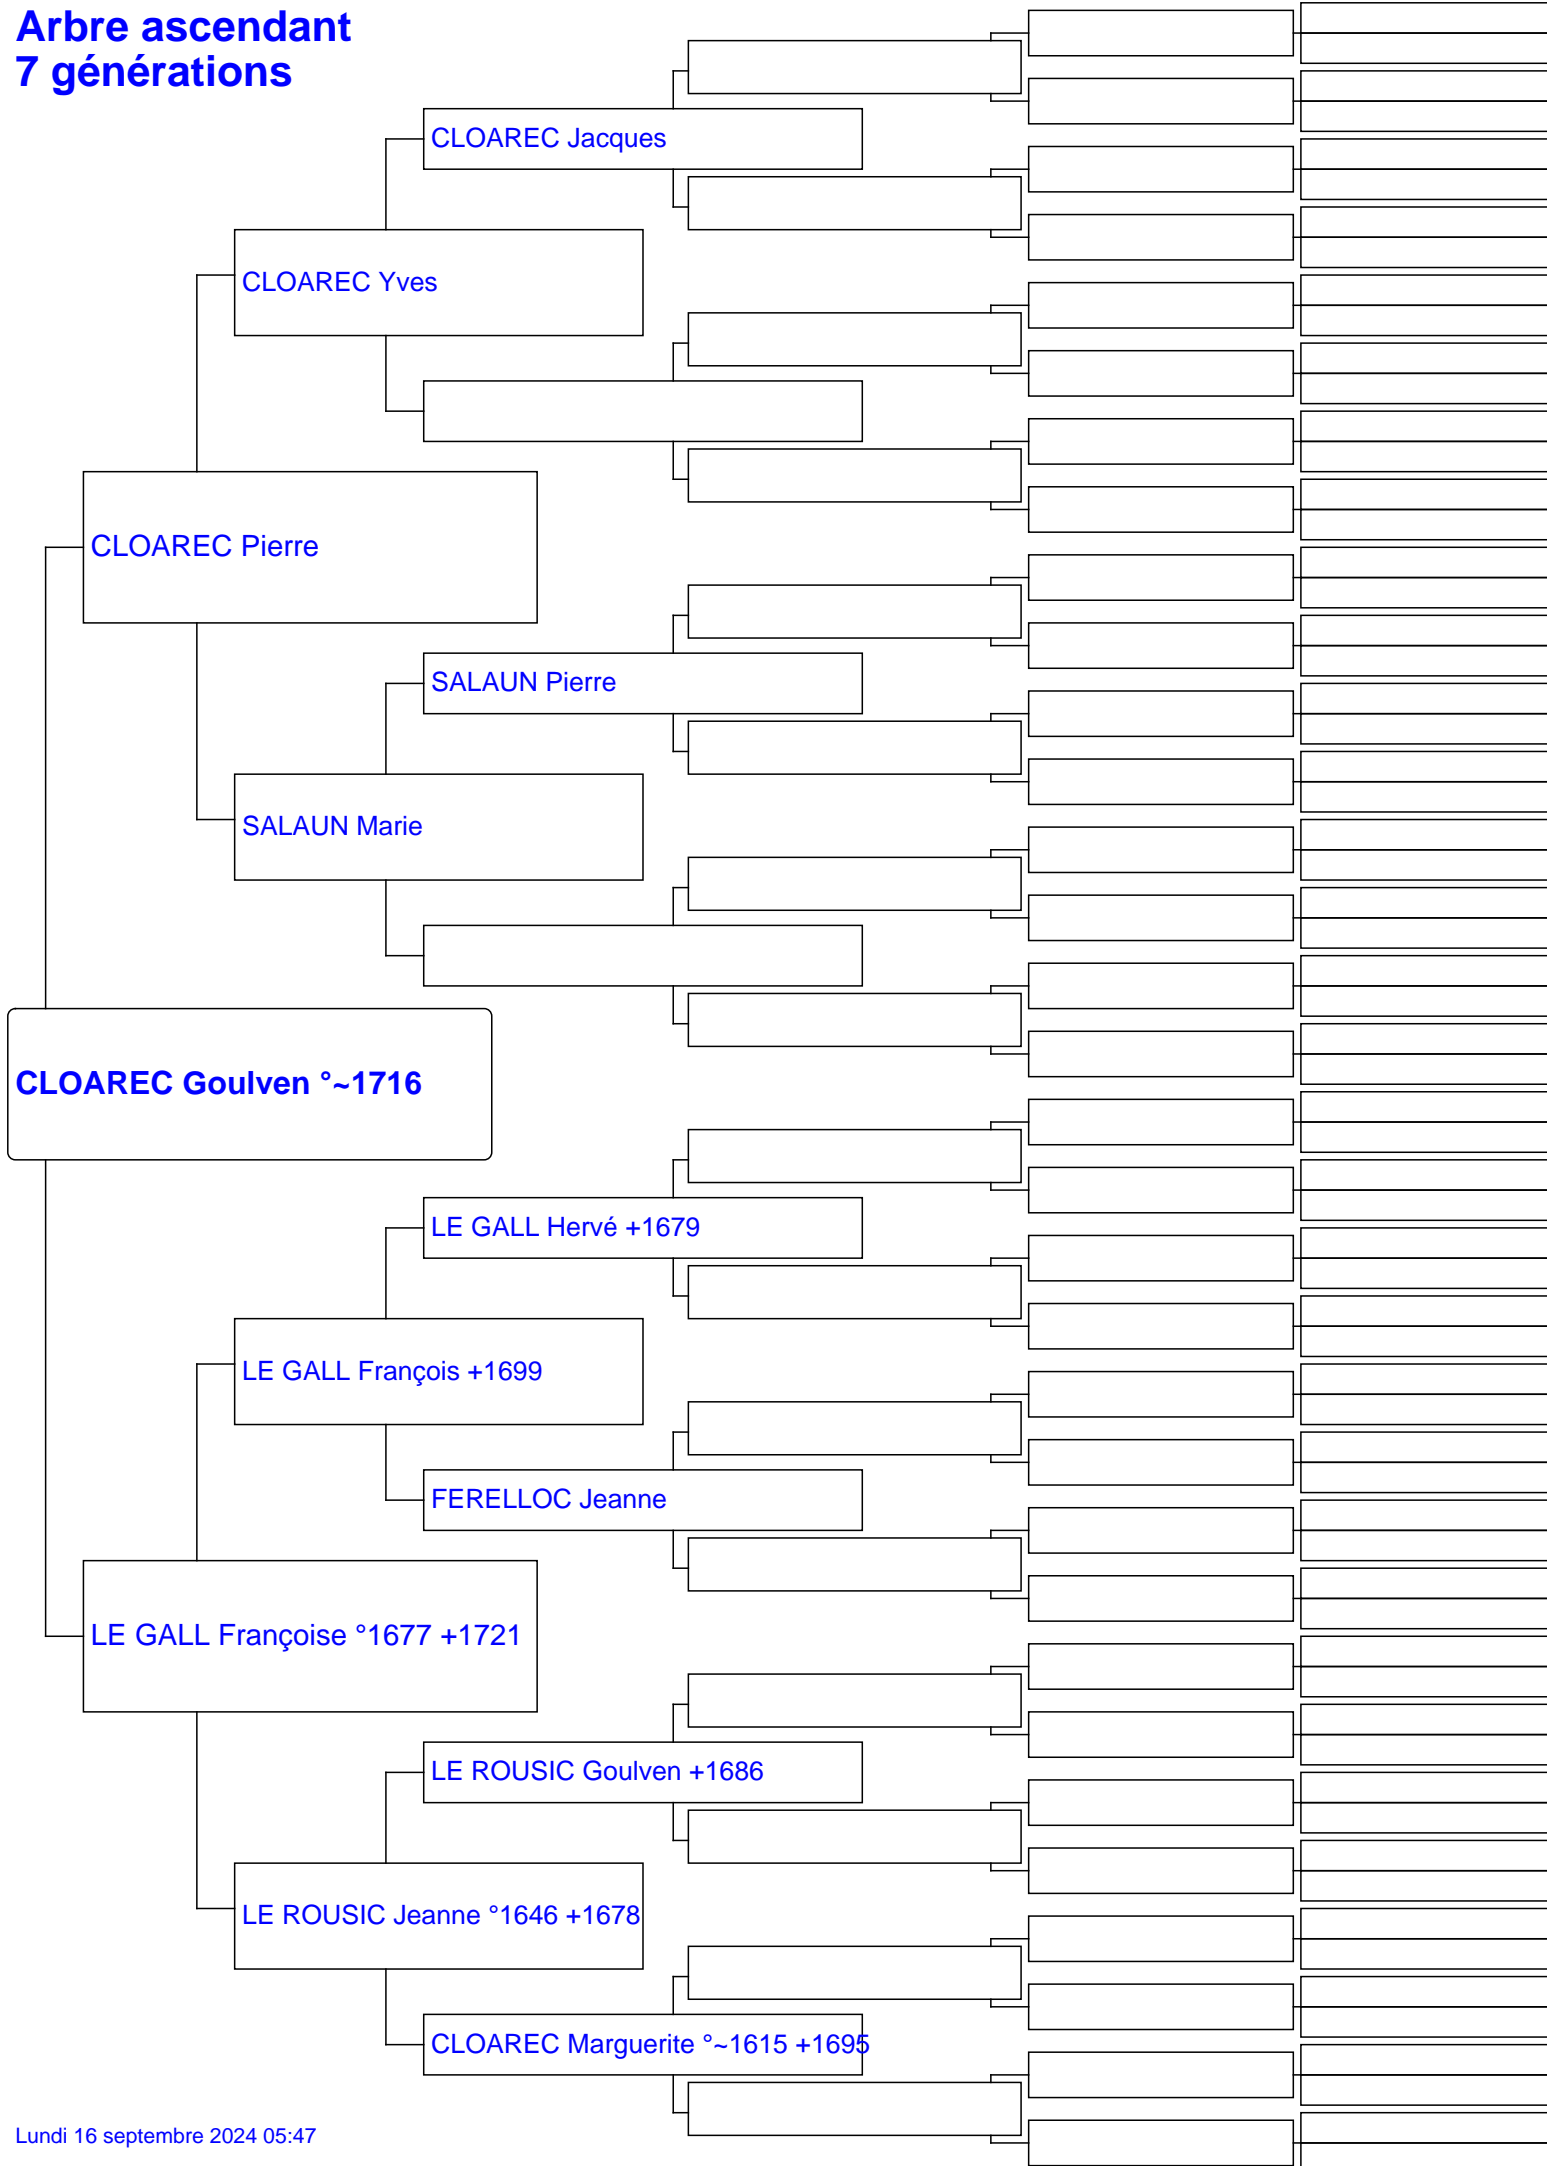 Arbre ascendant
7 générations
CLOAREC Jacques
CLOAREC Yves
CLOAREC Pierre
SALAUN Pierre
SALAUN Marie
CLOAREC Goulven °~1716
LE GALL Hervé +1679
LE GALL François +1699
FERELLOC Jeanne
LE GALL Françoise °1677 +1721
LE ROUSIC Goulven +1686
LE ROUSIC Jeanne °1646 +1678
CLOAREC Marguerite °~1615 +1695
Lundi 16 septembre 2024 05:47